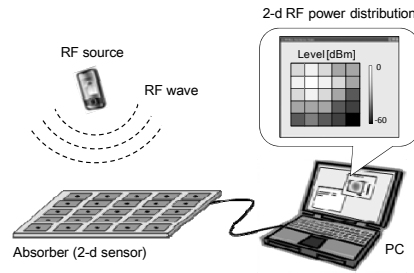 2-d RF power distribution
RF source
Level [dBm]
0
RF wave
-60
Absorber (2-d sensor)
PC